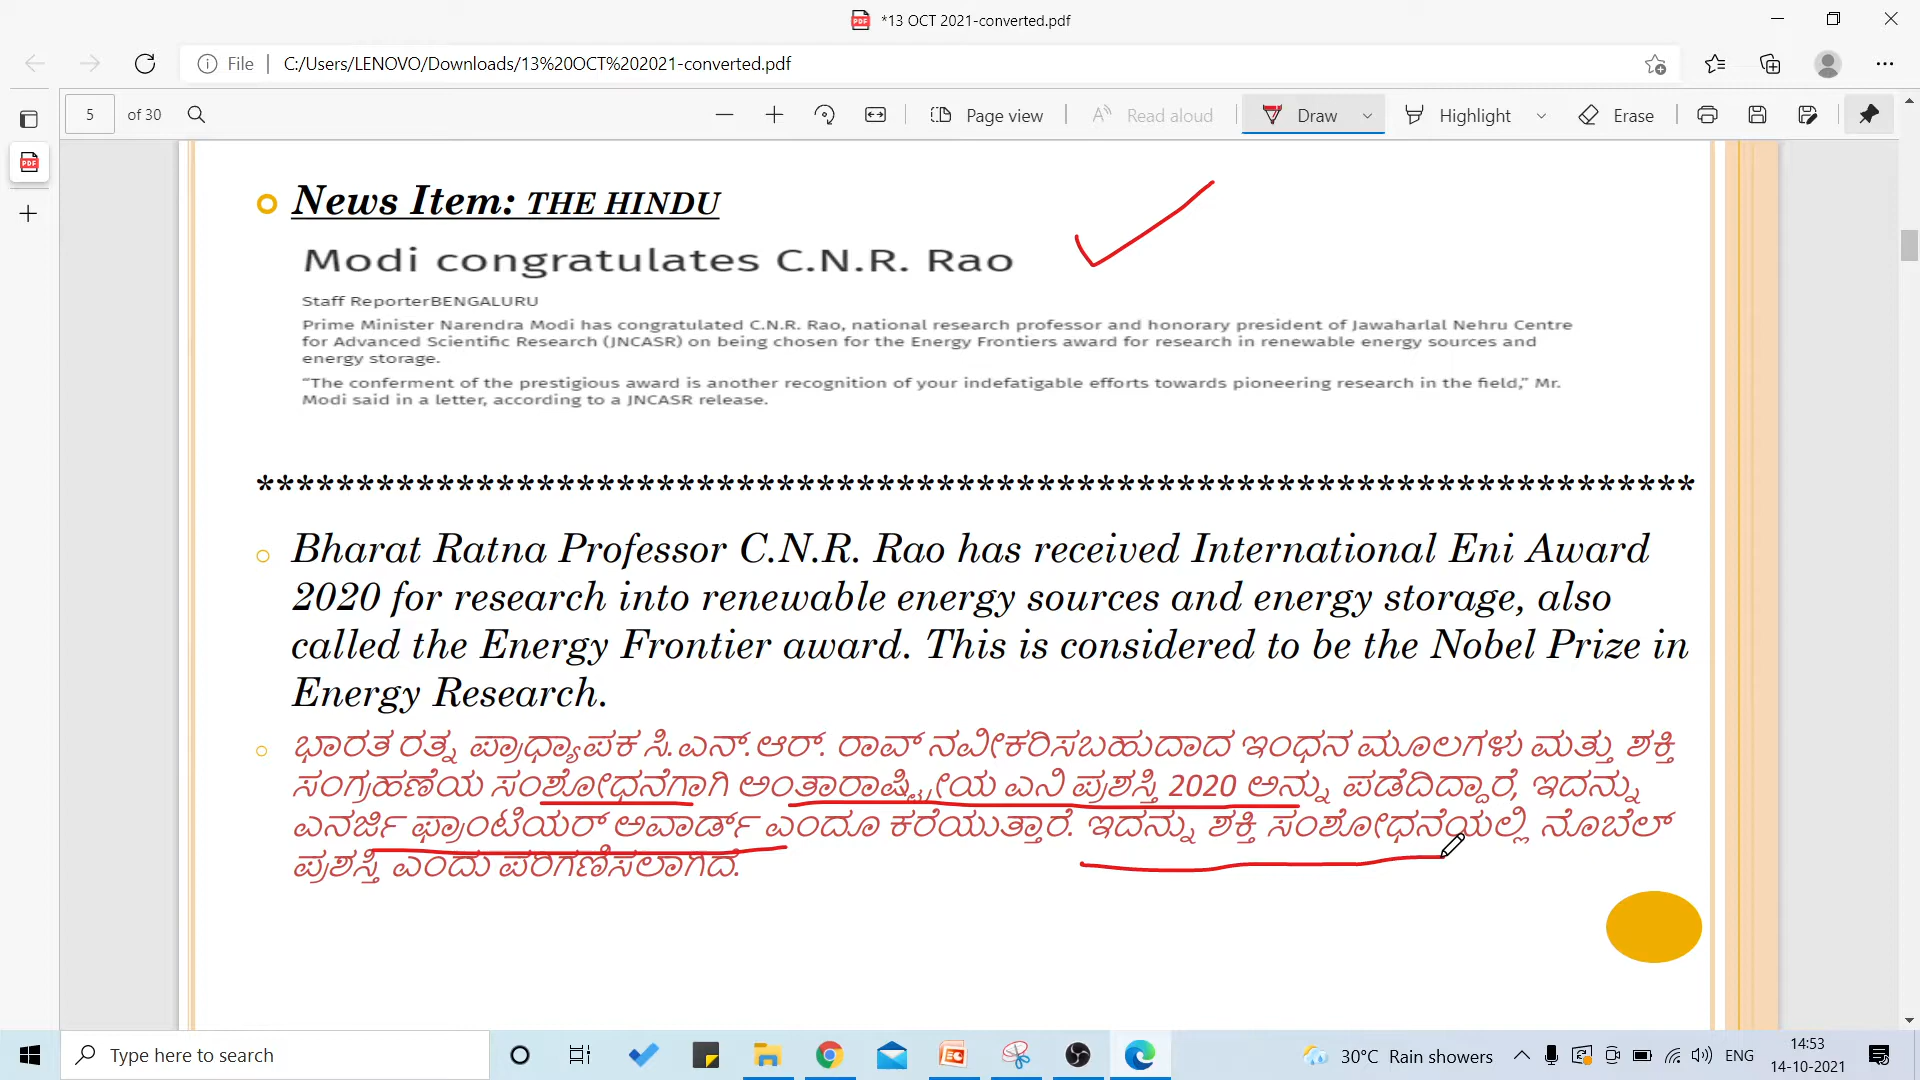 *13 OCT 2021-converted.pdf
File | C:/Users/LENOVO/Downloads/13%20OCT%202021-converted.pdf
5 of 30 Page view Read aloud Draw Highlight Erase
News Item: THE HINDU
Modi congratulates C.N.R. Rao
Staff ReporterBENGALURU
Prime Minister Narendra Modi has congratulated C.N.R. Rao, national research professor and honorary president of Jawaharlal Nehru Centre
for Advanced Scientific Research (JNCASR) on being chosen for the Energy Frontiers award for research in renewable energy sources and
energy storage.
“The conferment of the prestigious award is another recognition of your indefatigable efforts towards pioneering research in the field,” Mr.
Modi said in a letter, according to a JNCASR release.
************************************************************************
Bharat Ratna Professor C.N.R. Rao has received International Eni Award
2020 for research into renewable energy sources and energy storage, also
called the Energy Frontier award. This is considered to be the Nobel Prize in
Energy Research.
ಭಾರತ ರತ್ನ ಪ್ರಾಧ್ಯಾಪಕ ಸಿ.ಎನ್.ಆರ್. ರಾವ್ ನವೀಕರಿಸಬಹುದಾದ ಇಂಧನ ಮೂಲಗಳು ಮತ್ತು ಶಕ್ತಿ
ಸಂಗ್ರಹಣೆಯ ಸಂಶೋಧನೆಗಾಗಿ ಅಂತಾರಾಷ್ಟ್ರೀಯ ಎನಿ ಪ್ರಶಸ್ತಿ 2020 ಅನ್ನು ಪಡೆದಿದ್ದಾರೆ, ಇದನ್ನು
ಎನರ್ಜಿ ಫ್ರಾಂಟಿಯರ್ ಅವಾರ್ಡ್ ಎಂದೂ ಕರೆಯುತ್ತಾರೆ. ಇದನ್ನು ಶಕ್ತಿ ಸಂಶೋಧನೆಯಲ್ಲಿ ನೊಬೆಲ್
ಪ್ರಶಸ್ತಿ ಎಂದು ಪರಿಗಣಿಸಲಾಗಿದೆ.
Type here to search 30°C Rain showers ENG 14:53
14-10-2021